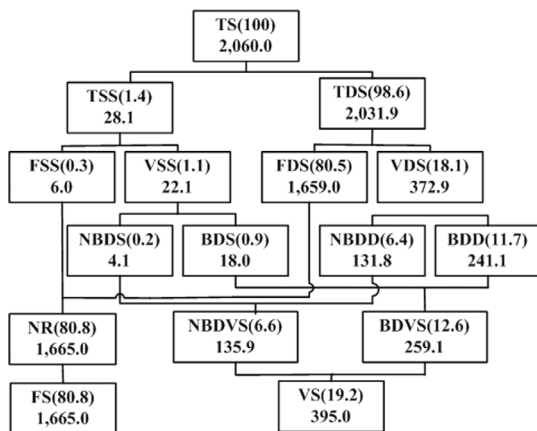 TS(100)
2,060.0
TSS(1.4)
28.1
TDS(98.6)
2,031.9
FSS(0.3)
6.0
VSS(1.1)
22.1
FDS(80.5)
1,659.0
VDS(18.1)
372.9
NBDS(0.2)
4.1
BDS(0.9)
18.0
NBDD(6.4)
131.8
BDD(11.7)
241.1
NR(80.8)
1,665.0
NBDVS(6.6)
135.9
BDVS(12.6)
259.1
FS(80.8)
1,665.0
VS(19.2)
395.0